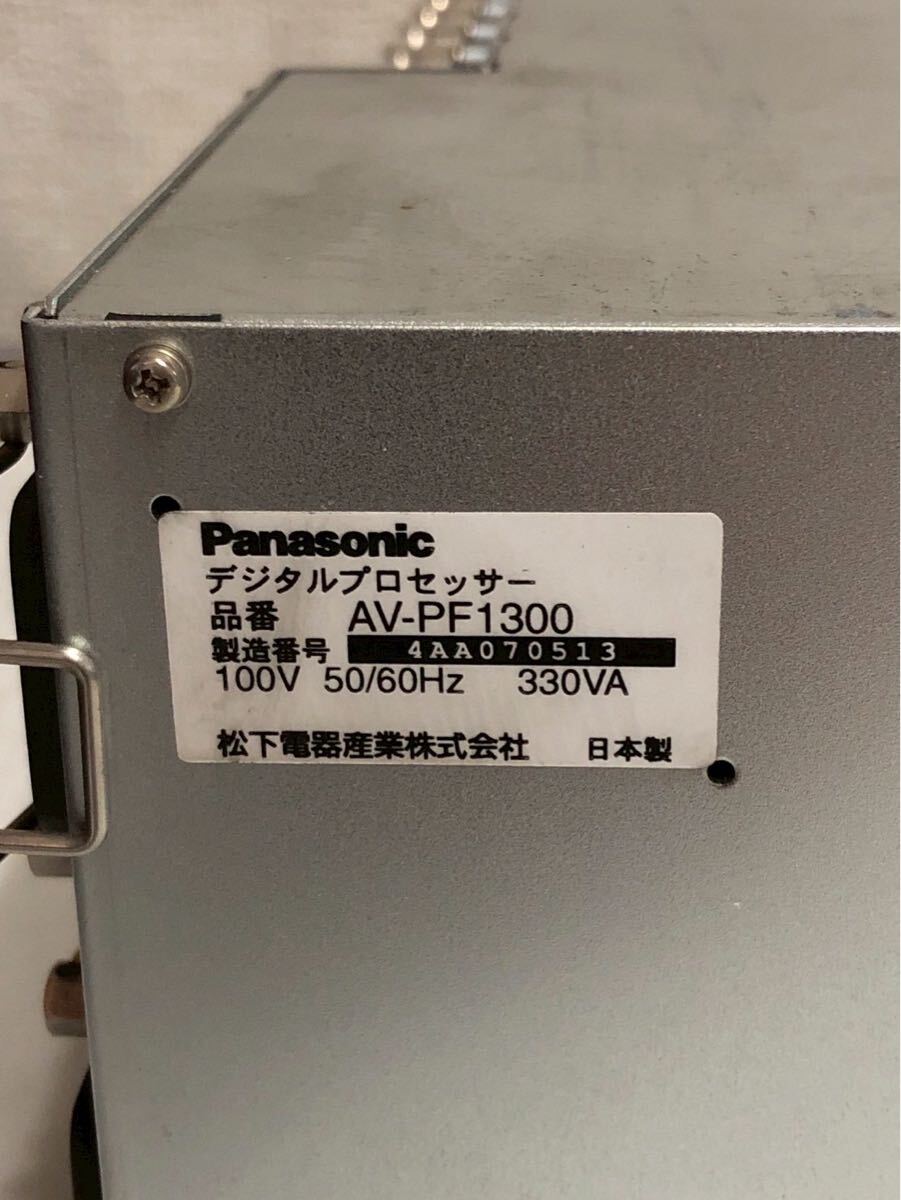 Panasonic
デジタルプロセッサー
品番 AV-PF1300
製造番号 4AA070513
100V 50/60Hz 330VA
松下電器産業株式会社 日本製